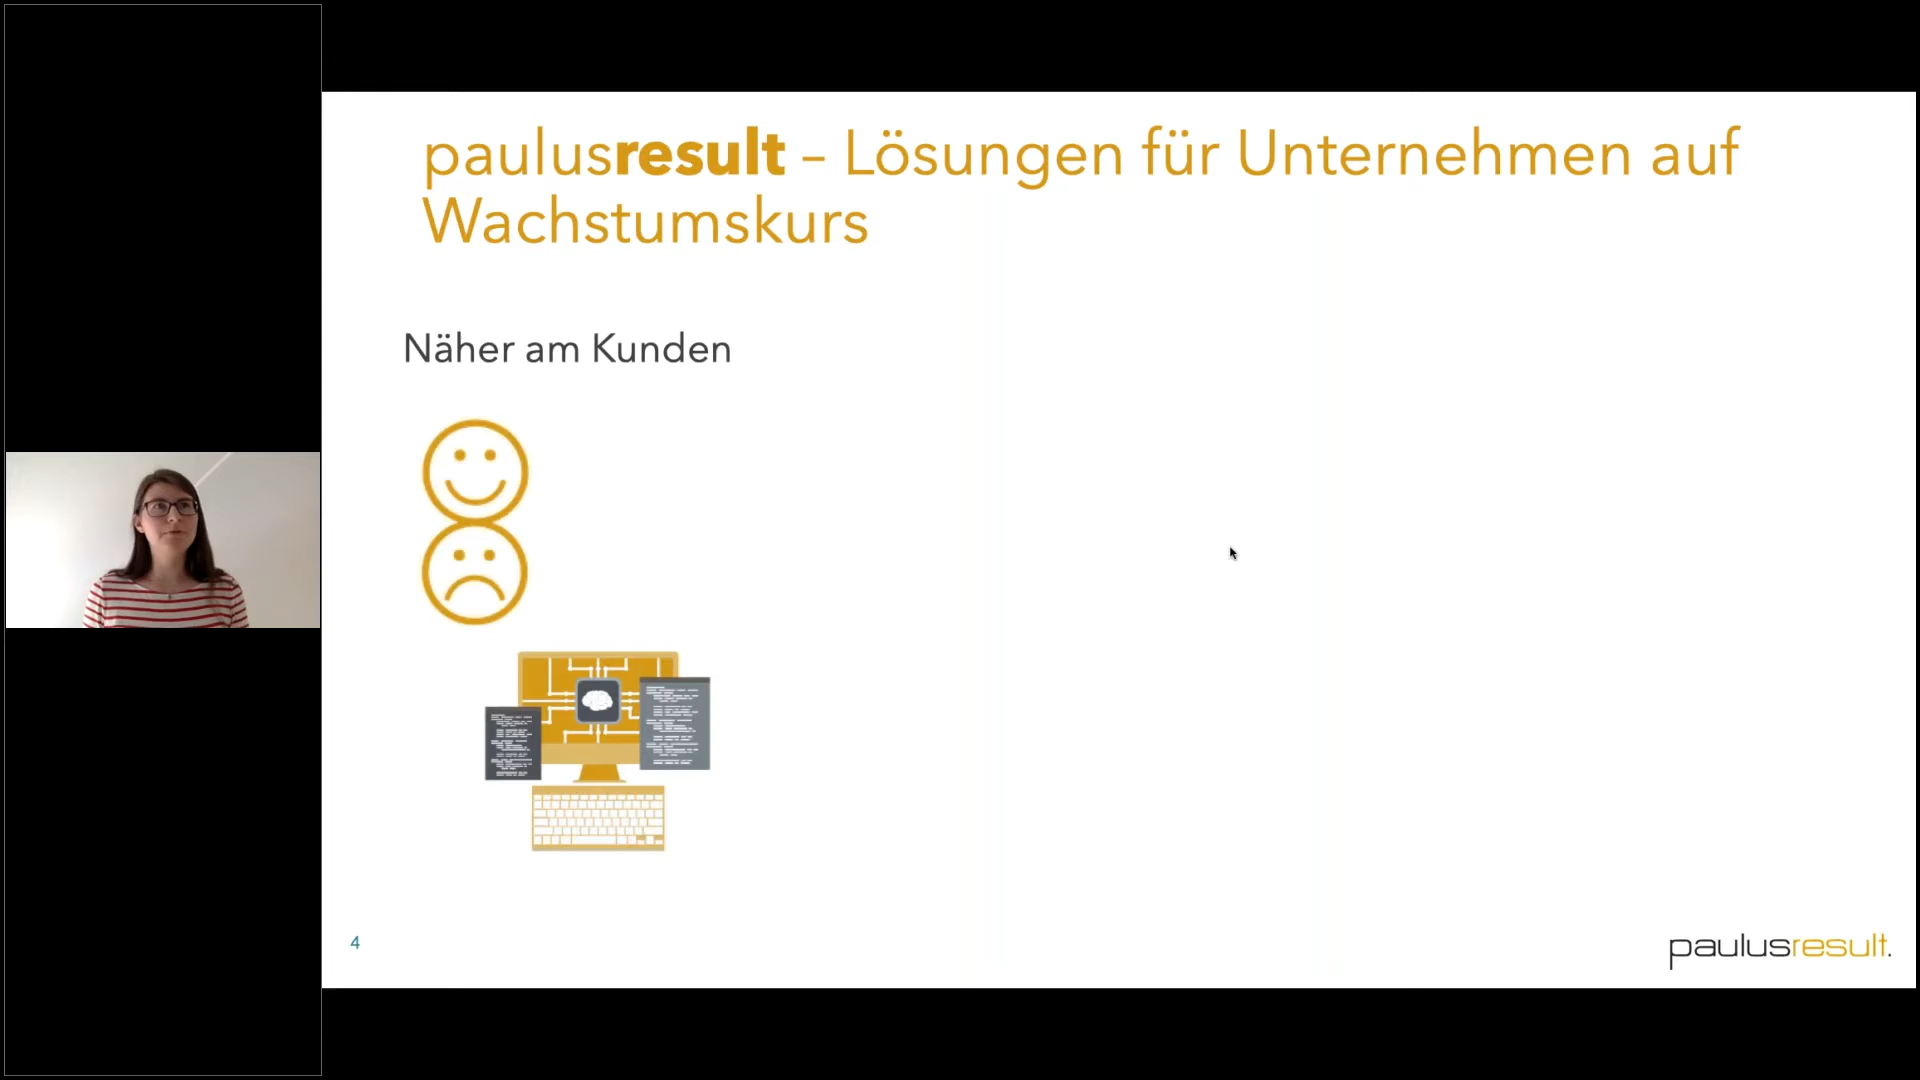 paulusresult – Lösungen für Unternehmen auf
Wachstumskurs
Näher am Kunden
4
paulusresult.